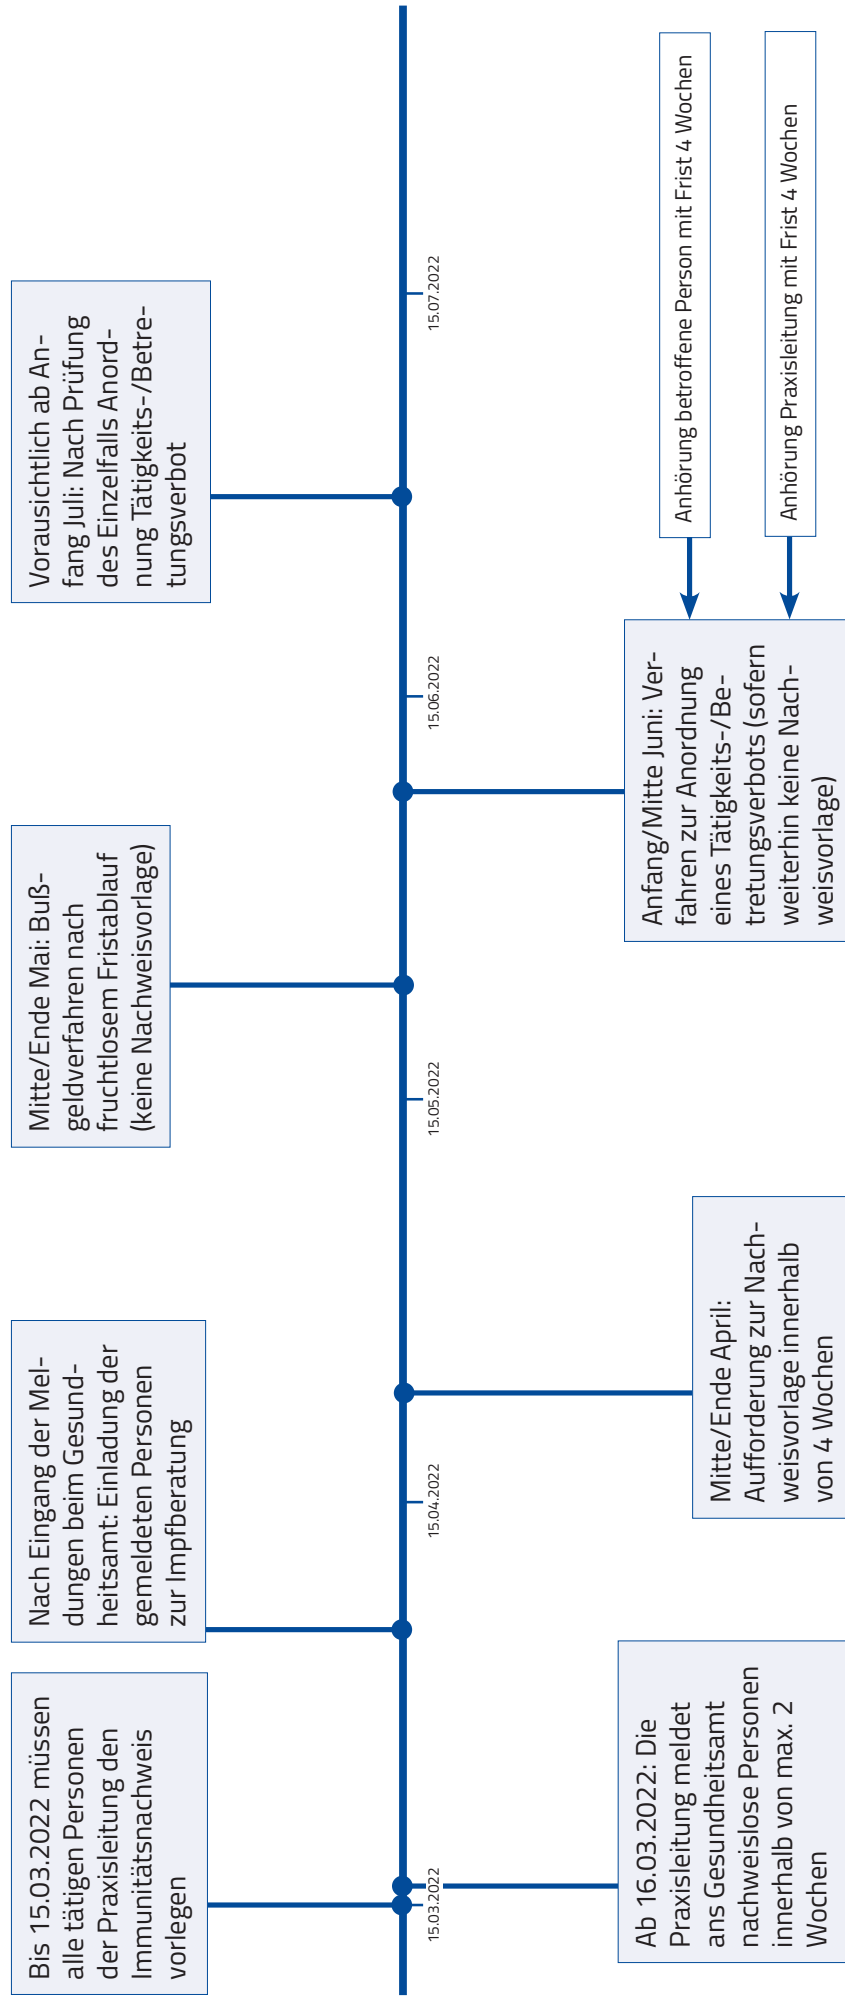 Bis 15.03.2022 müssen
alle tätigen Personen
der Praxisleitung den
Immunitätsnachweis
vorlegen
Nach Eingang der Mel-
dungen beim Gesund-
heitsamt: Einladung der
gemeldeten Personen
zur Impfberatung
Mitte/Ende Mai: Buß-
geldverfahren nach
fruchtlosem Fristablauf
(keine Nachweisvorlage)
Vorausichtlich ab An-
fang Juli: Nach Prüfung
des Einzelfalls Anord-
nung Tätigkeits-/Betre-
tungsverbot
15.03.2022
15.04.2022
15.05.2022
15.06.2022
15.07.2022
Ab 16.03.2022: Die
Praxisleitung meldet
ans Gesundheitsamt
nachweislose Personen
innerhalb von max. 2
Wochen
Mitte/Ende April:
Aufforderung zur Nach-
weisvorlage innerhalb
von 4 Wochen
Anfang/Mitte Juni: Ver-
fahren zur Anordnung
eines Tätigkeits-/Be-
tretungsverbots (sofern
weiterhin keine Nach-
weisvorlage)
Anhörung betroffene Person mit Frist 4 Wochen
Anhörung Praxisleitung mit Frist 4 Wochen